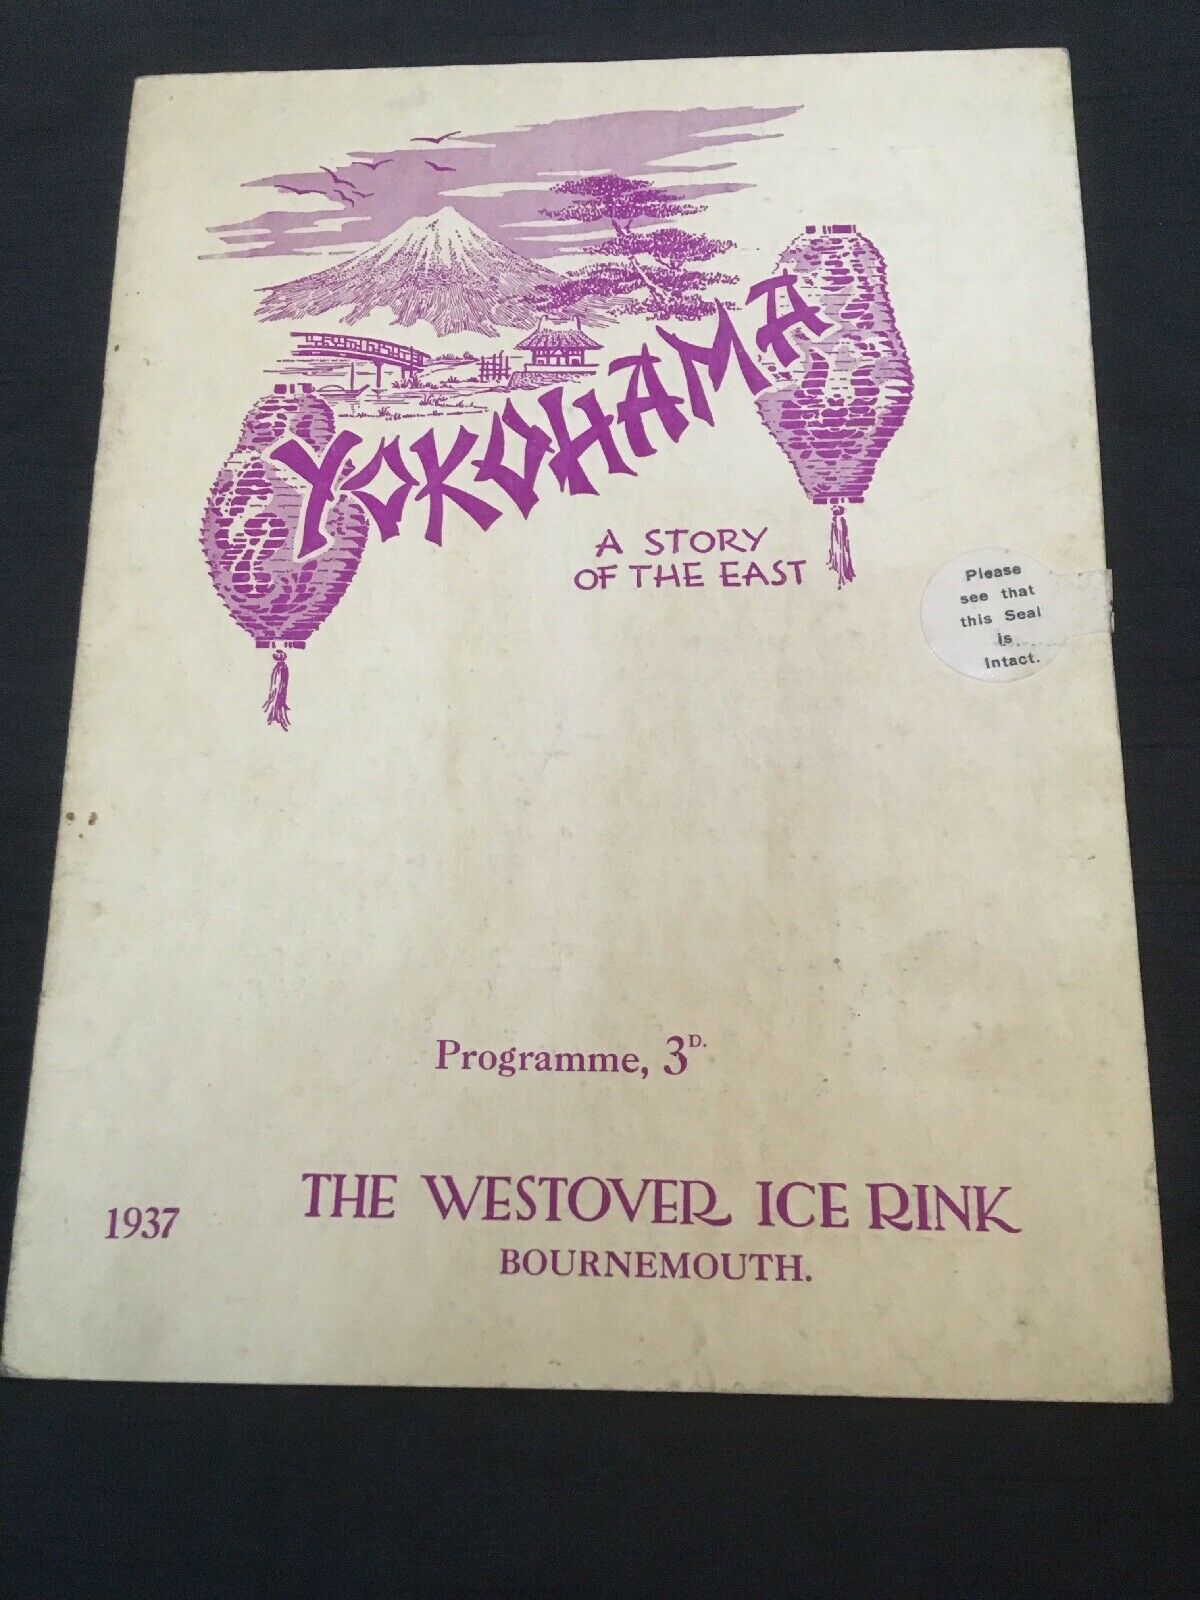 YOKOHAMA
A STORY
OF THE EAST
Please
see that
this Seal
is
Intact.
Programme, 3D.
1937
THE WESTOVER ICE RINK
BOURNEMOUTH.